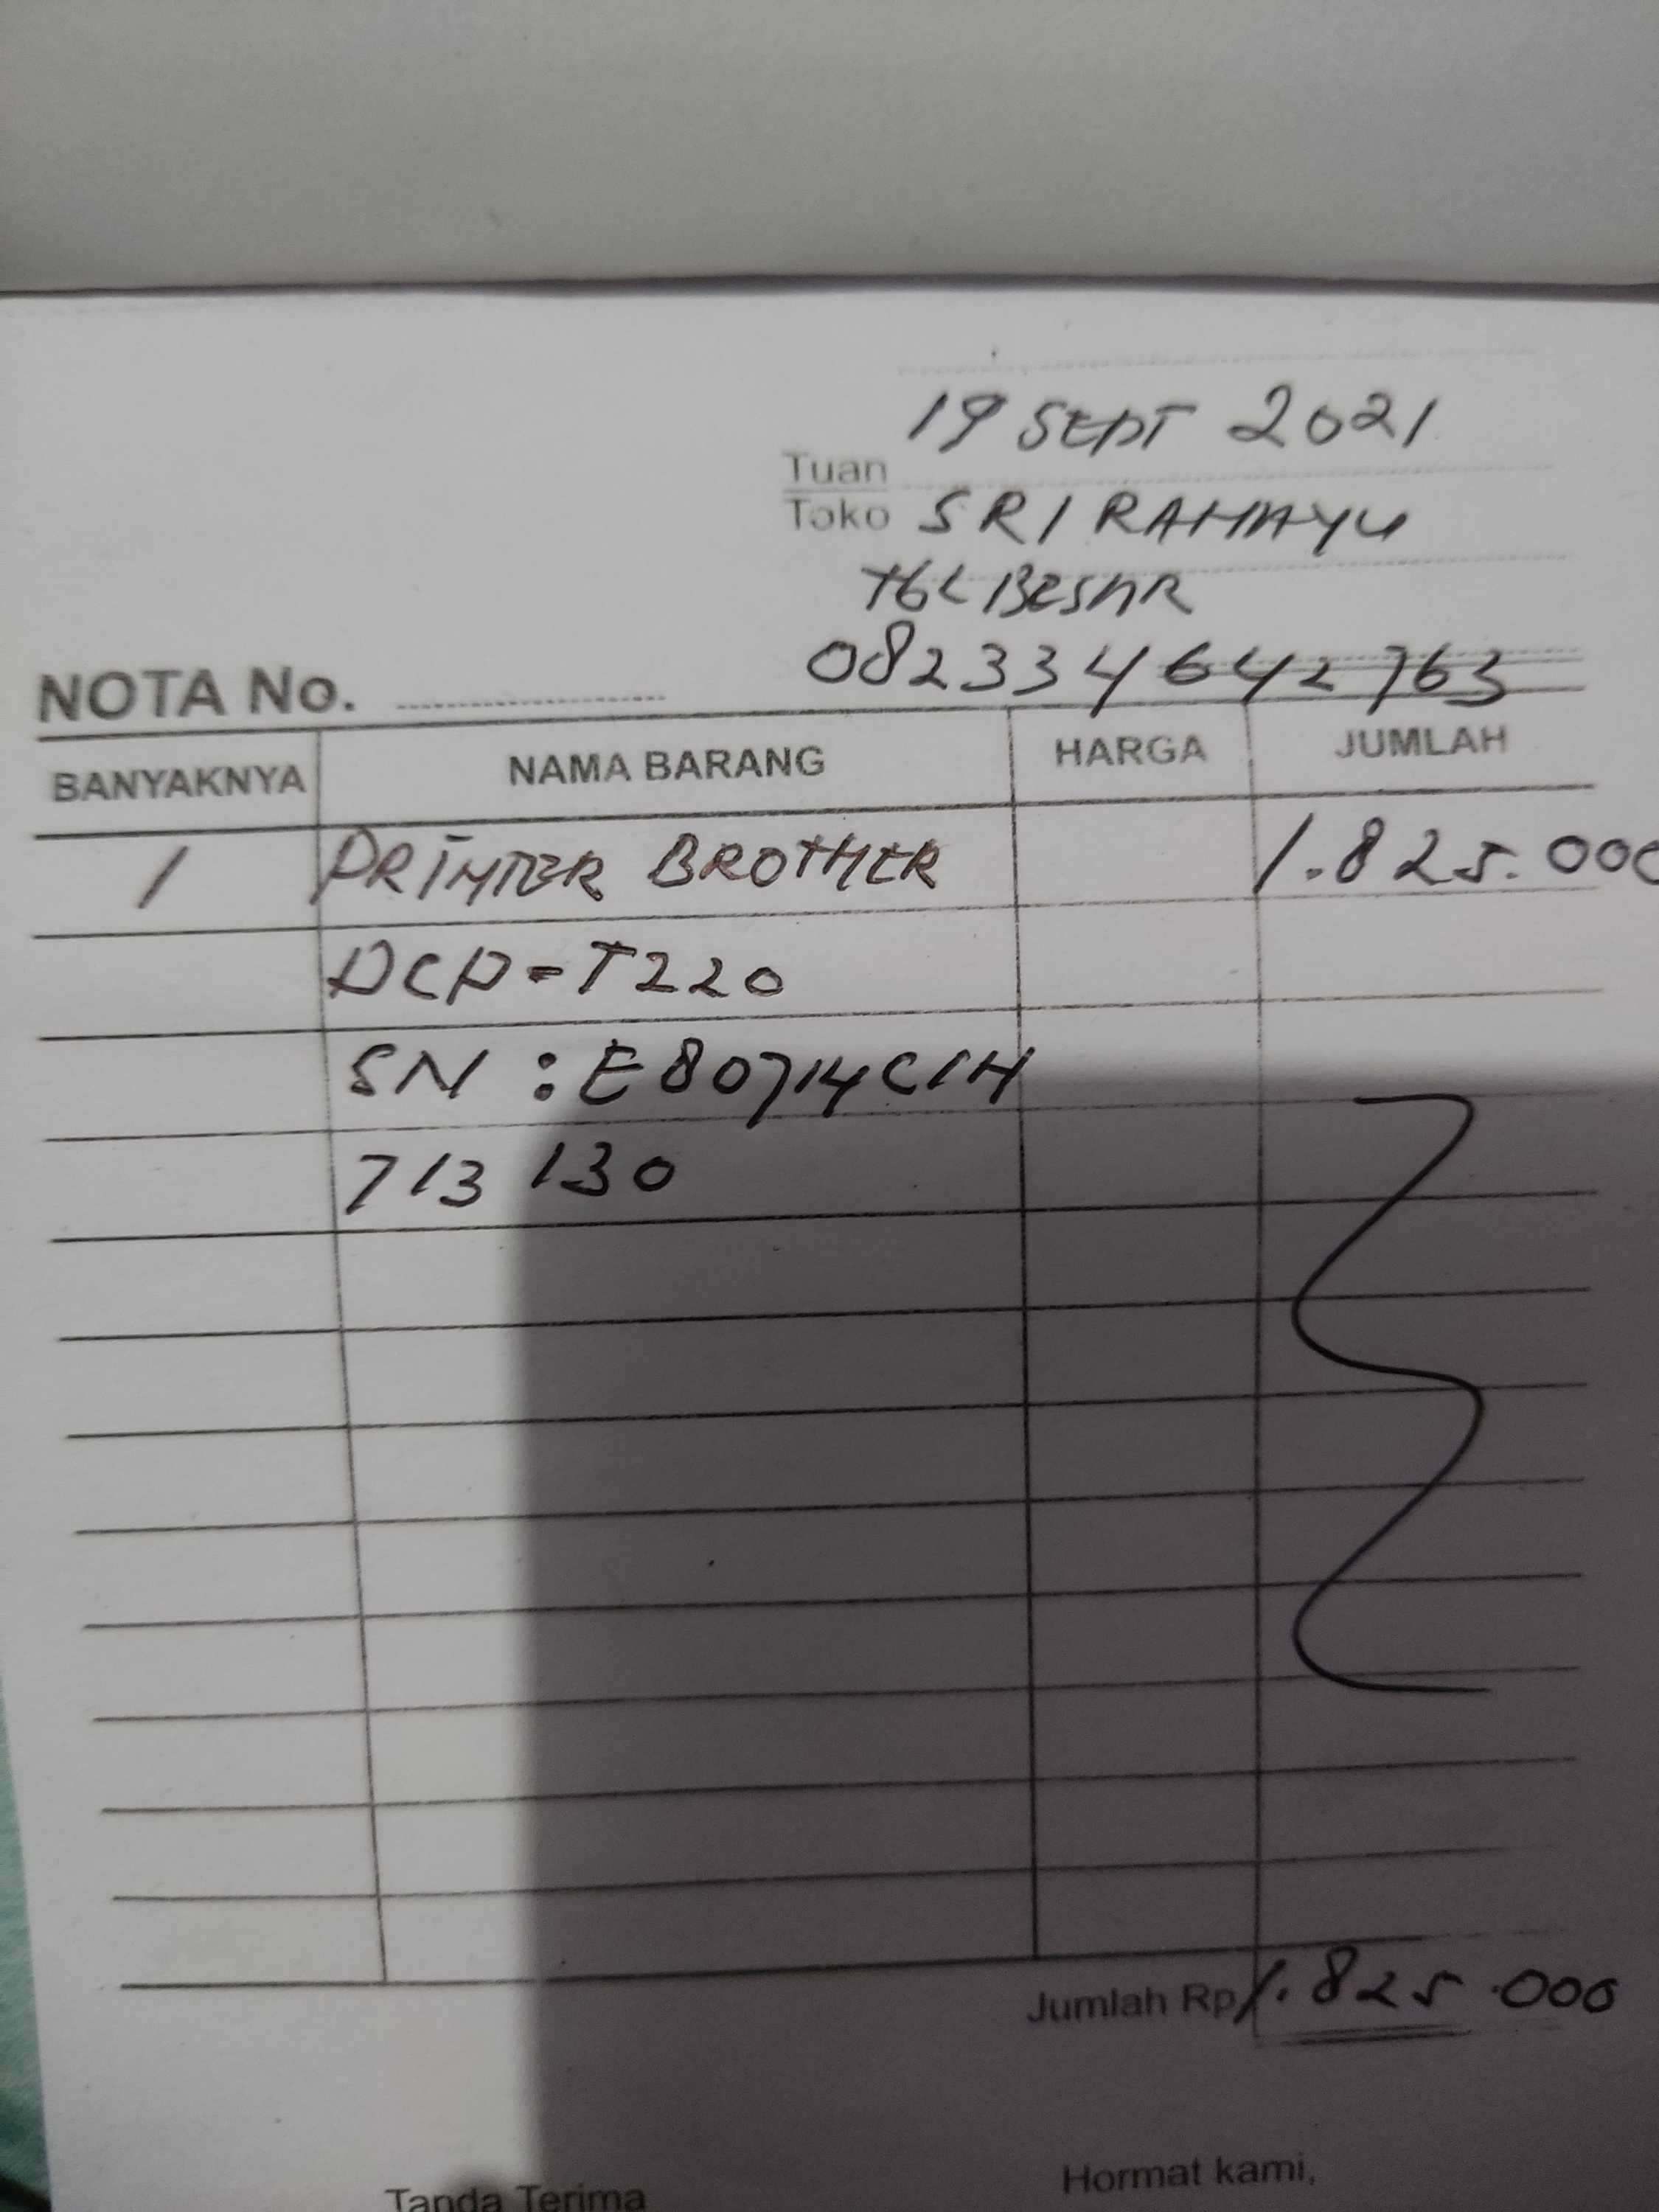 19 SEPT 2021
Tuan
Toko SRI RAHAYU
TGL BESAR
082334642763
NOTA No.
BANYAKNYA NAMA BARANG HARGA JUMLAH
1 PRINTER BROTHER 1.825.000
DCP-T220
SN : E80714C1H
713130
Jumlah Rp 1.825.000
Tanda Terima Hormat kami,